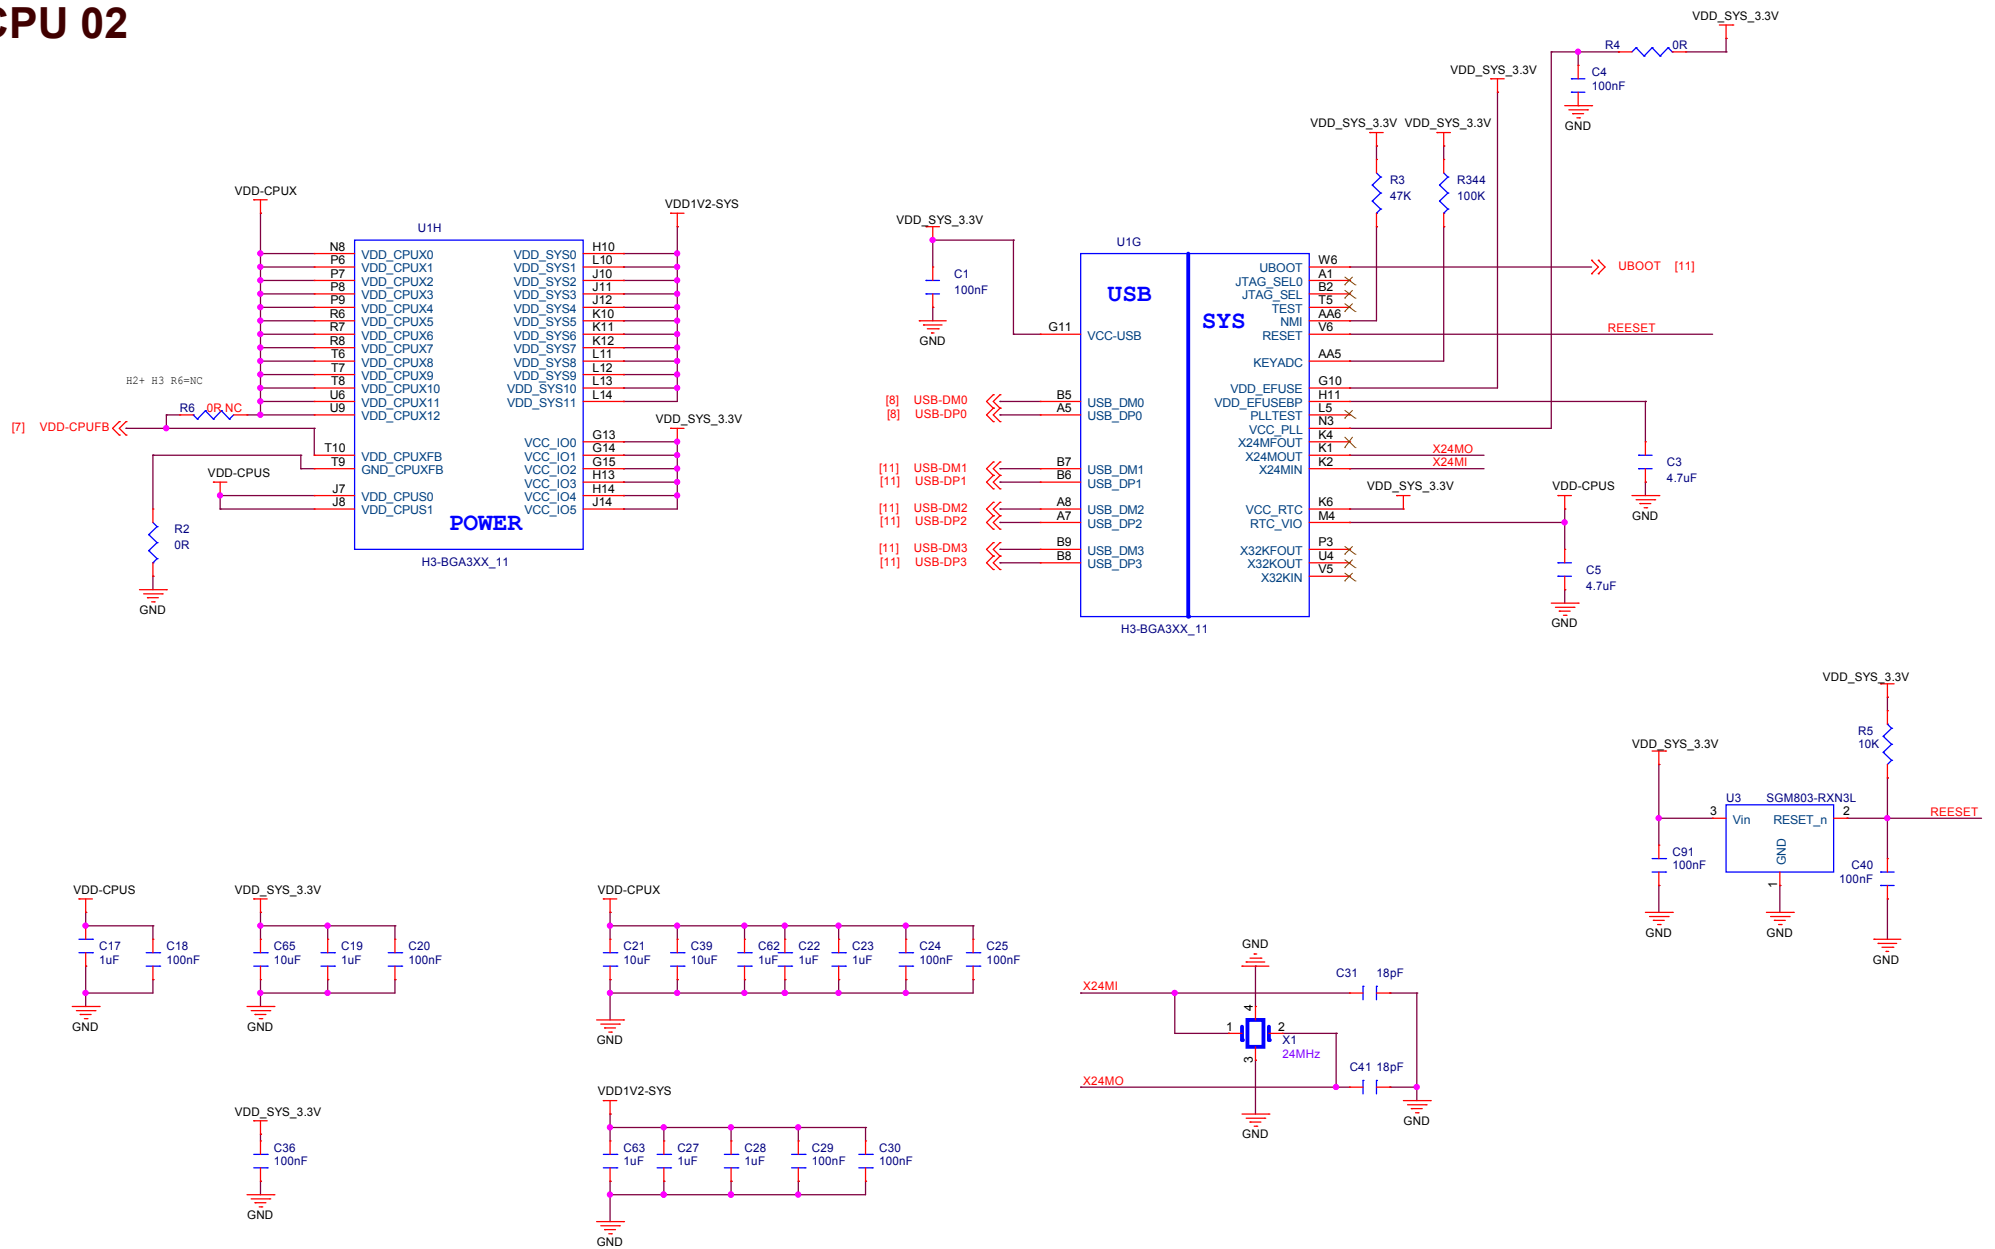 CPU 02
VDD_SYS_3.3V
R4 0R
C4
100nF
GND
VDD_SYS_3.3V
VDD_SYS_3.3V VDD_SYS_3.3V
R3
47K
R344
100K
VDD-CPUX
VDD1V2-SYS
U1H
N8 VDD_CPUX0 VDD_SYS0 H10
P6 VDD_CPUX1 VDD_SYS1 L10
P7 VDD_CPUX2 VDD_SYS2 J10
P8 VDD_CPUX3 VDD_SYS3 J11
P9 VDD_CPUX4 VDD_SYS4 J12
R6 VDD_CPUX5 VDD_SYS5 K10
R7 VDD_CPUX6 VDD_SYS6 K11
R8 VDD_CPUX7 VDD_SYS7 K12
T6 VDD_CPUX8 VDD_SYS8 L11
T7 VDD_CPUX9 VDD_SYS9 L12
T8 VDD_CPUX10 VDD_SYS10 L13
U6 VDD_CPUX11 VDD_SYS11 L14
U9 VDD_CPUX12
H2+ H3 R6=NC
R6 0R NC
[7] VDD-CPUFB
VDD_SYS_3.3V
T10 VDD_CPUXFB
T9 GND_CPUXFB
VDD-CPUS
J7 VDD_CPUS0
J8 VDD_CPUS1
VCC_IO0 G13
VCC_IO1 G14
VCC_IO2 G15
VCC_IO3 H13
VCC_IO4 H14
VCC_IO5 J14
POWER
H3-BGA3XX_11
R2
0R
GND
VDD_SYS_3.3V
C1
100nF
GND
U1G
USB
SYS
G11 VCC-USB
[8] USB-DM0 B5 USB_DM0
[8] USB-DP0 A5 USB_DP0
[11] USB-DM1 B7 USB_DM1
[11] USB-DP1 B6 USB_DP1
[11] USB-DM2 A8 USB_DM2
[11] USB-DP2 A7 USB_DP2
[11] USB-DM3 B9 USB_DM3
[11] USB-DP3 B8 USB_DP3
UBOOT W6 UBOOT [11]
JTAG_SEL0 A1
JTAG_SEL B2
TEST T5
NMI AA6
RESET V6 REESET
KEYADC AA5
VDD_EFUSE G10
VDD_EFUSEBP H11
PLLTEST L5
VCC_PLL N3
X24MFOUT K4
X24MOUT K1 X24MO
X24MIN K2 X24MI
VDD_SYS_3.3V
VCC_RTC K6
RTC_VIO M4
X32KFOUT P3
X32KOUT U4
X32KIN V5
H3-BGA3XX_11
C3
4.7uF
GND
VDD-CPUS
C5
4.7uF
GND
VDD_SYS_3.3V
R5
10K
VDD_SYS_3.3V
U3 SGM803-RXN3L
3 Vin RESET_n 2 REESET
GND
1
C91
100nF
C40
100nF
GND
GND
GND
VDD-CPUS
C17
1uF
C18
100nF
GND
VDD_SYS_3.3V
C65
10uF
C19
1uF
C20
100nF
GND
VDD-CPUX
C21
10uF
C39
10uF
C62
1uF
C22
1uF
C23
1uF
C24
100nF
C25
100nF
GND
VDD_SYS_3.3V
C36
100nF
GND
VDD1V2-SYS
C63
1uF
C27
1uF
C28
1uF
C29
100nF
C30
100nF
GND
GND
X24MI
C31 18pF
4
1 2
X1
24MHz
3
X24MO
C41 18pF
GND
GND